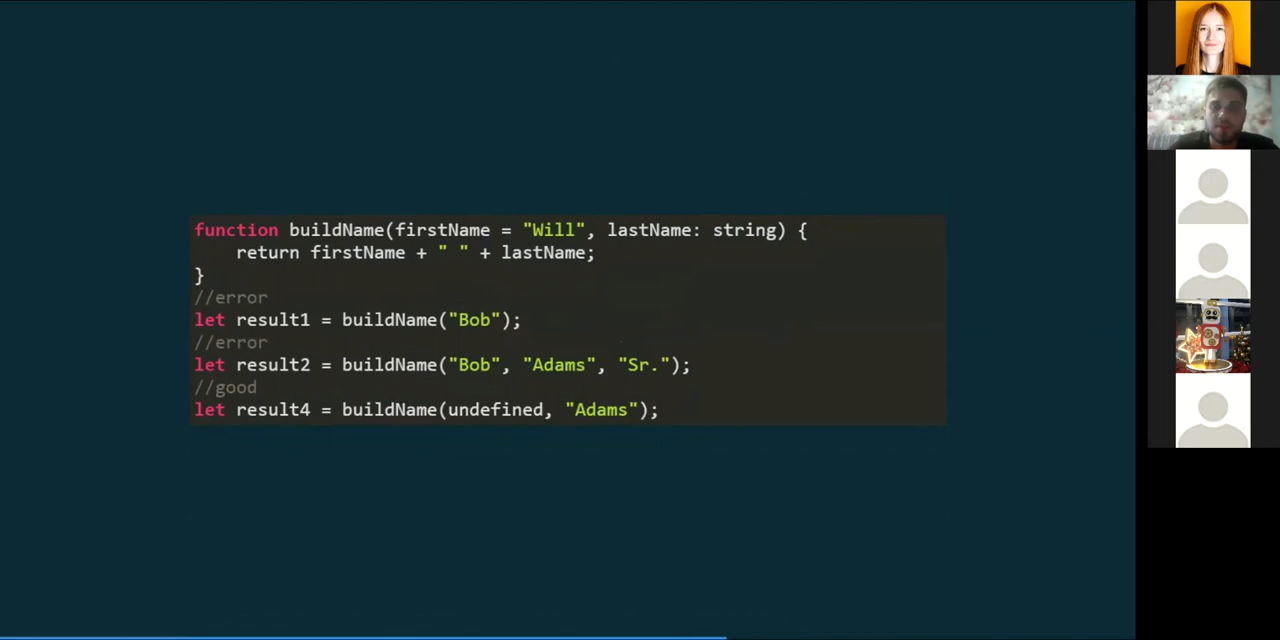 function buildName(firstName = "Will", lastName: string) {
    return firstName + " " + lastName;
}
//error
let result1 = buildName("Bob");
//error
let result2 = buildName("Bob", "Adams", "Sr.");
//good
let result4 = buildName(undefined, "Adams");